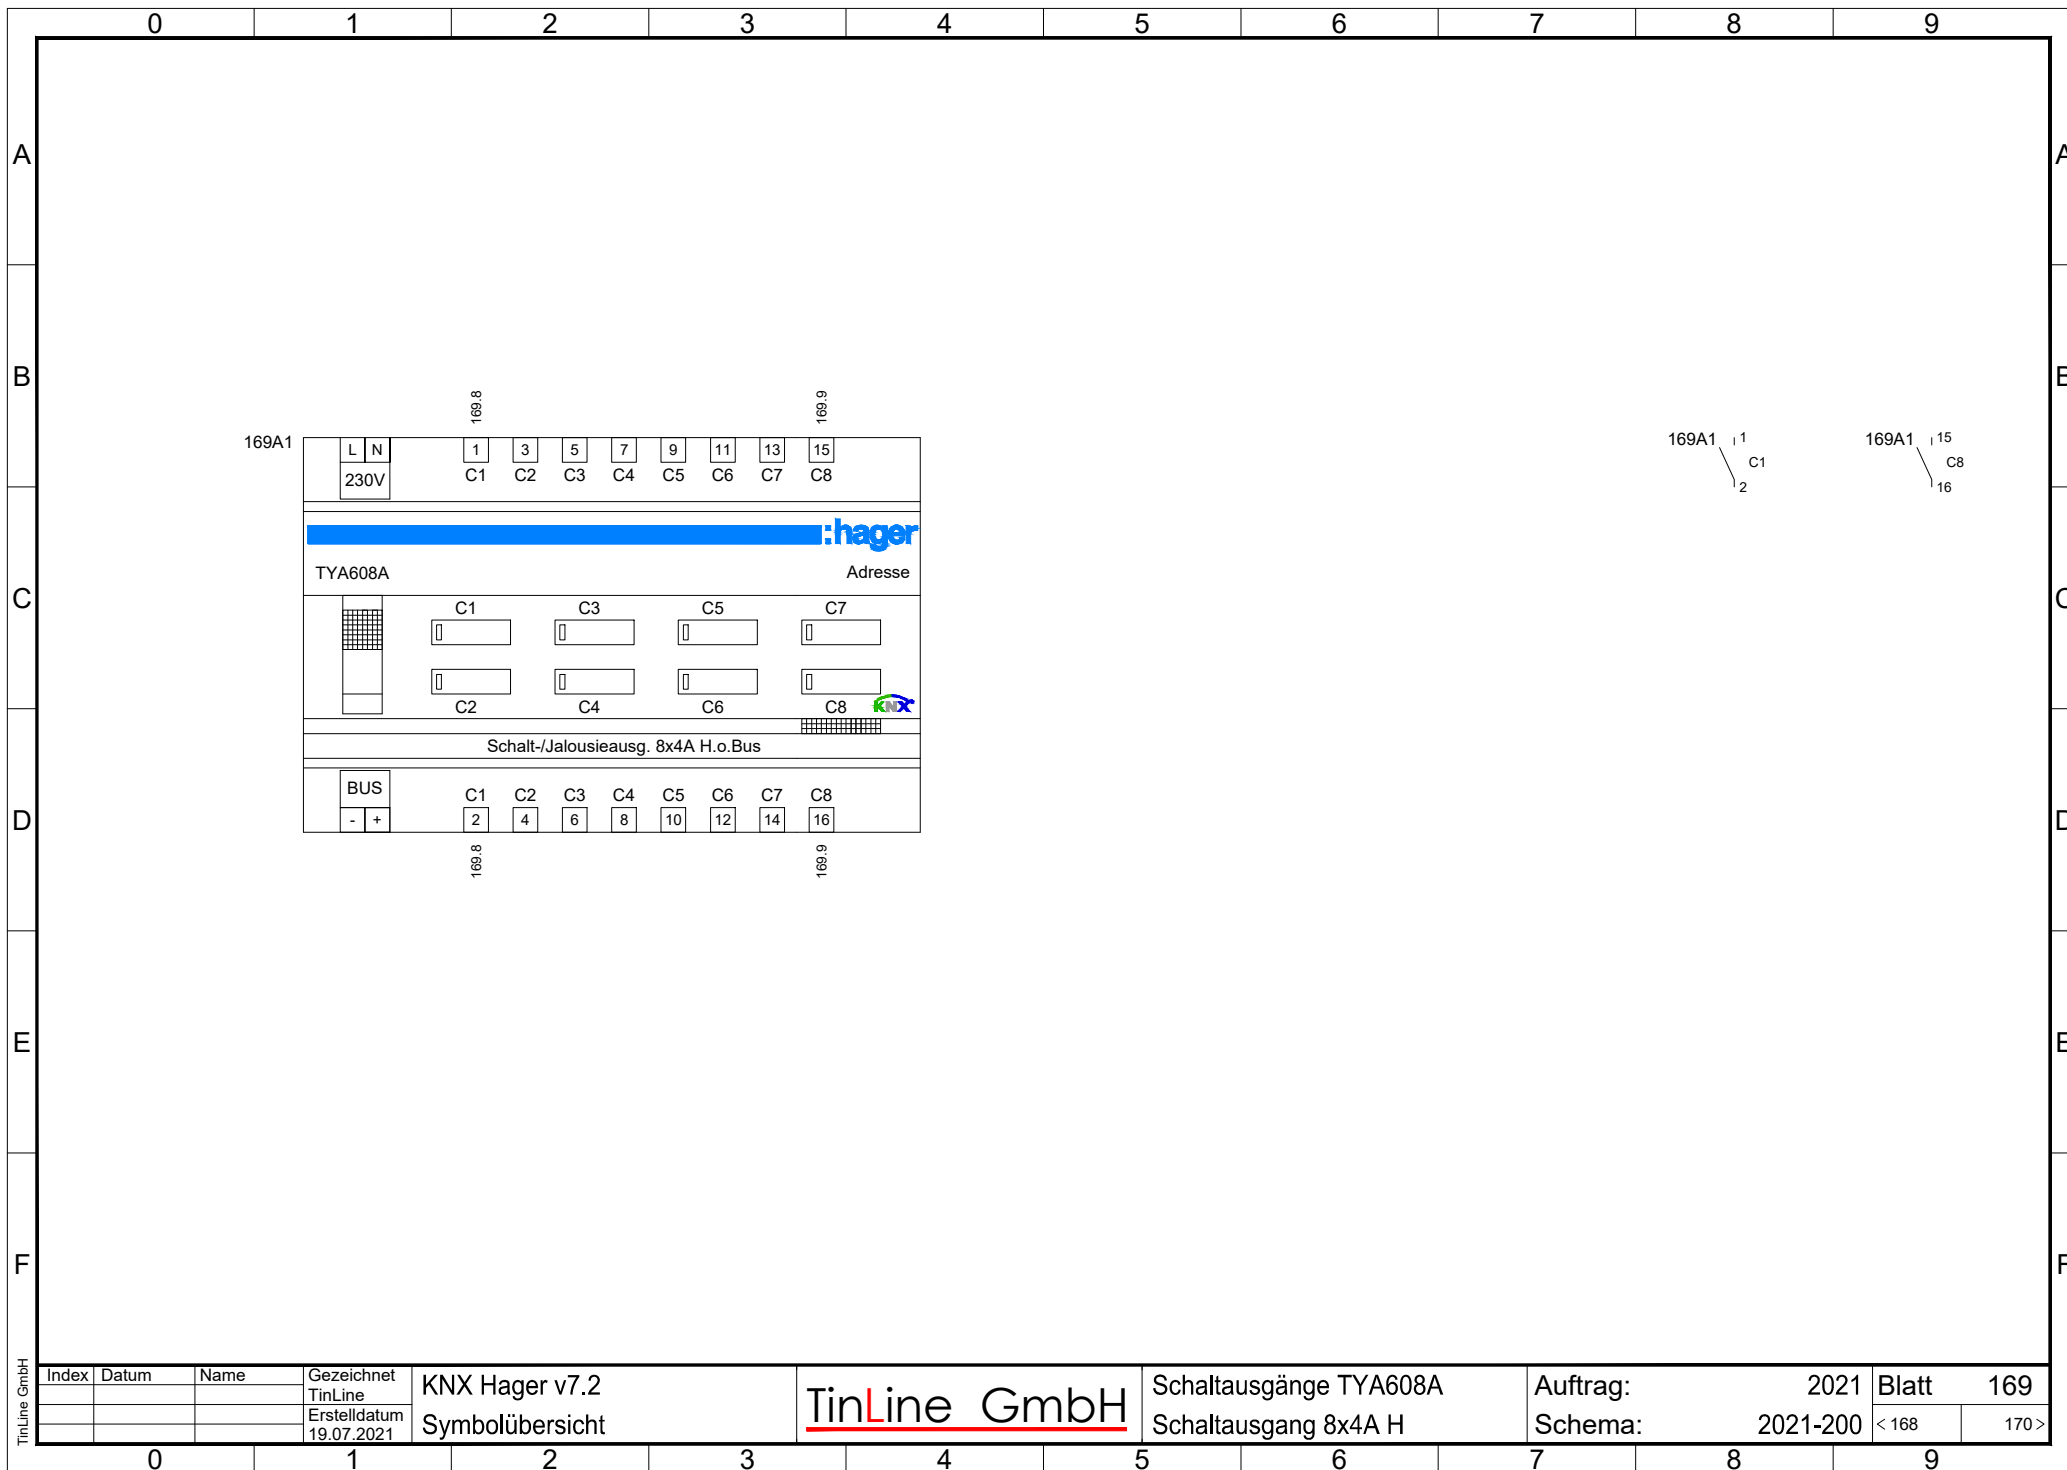 0 1 2 3 4 5 6 7 8 9
A A
B B
169.8 169.9
169A1 L N 1 3 5 7 9 11 13 15
230V C1 C2 C3 C4 C5 C6 C7 C8
169A1 1 C1 2
169A1 15 C8 16
:hager
TYA608A Adresse
C C
C1 C3 C5 C7
C2 C4 C6 C8 KNX
Schalt-/Jalousieausg. 8x4A H.o.Bus
BUS C1 C2 C3 C4 C5 C6 C7 C8
D - + 2 4 6 8 10 12 14 16 D
169.8 169.9
E E
F F
TinLine GmbH
Index Datum Name
Gezeichnet
TinLine
Erstelldatum
19.07.2021
KNX Hager v7.2
Symbolübersicht
TinLine GmbH
Schaltausgänge TYA608A
Schaltausgang 8x4A H
Auftrag: 2021
Schema: 2021-200
Blatt 169
< 168 170 >
0 1 2 3 4 5 6 7 8 9